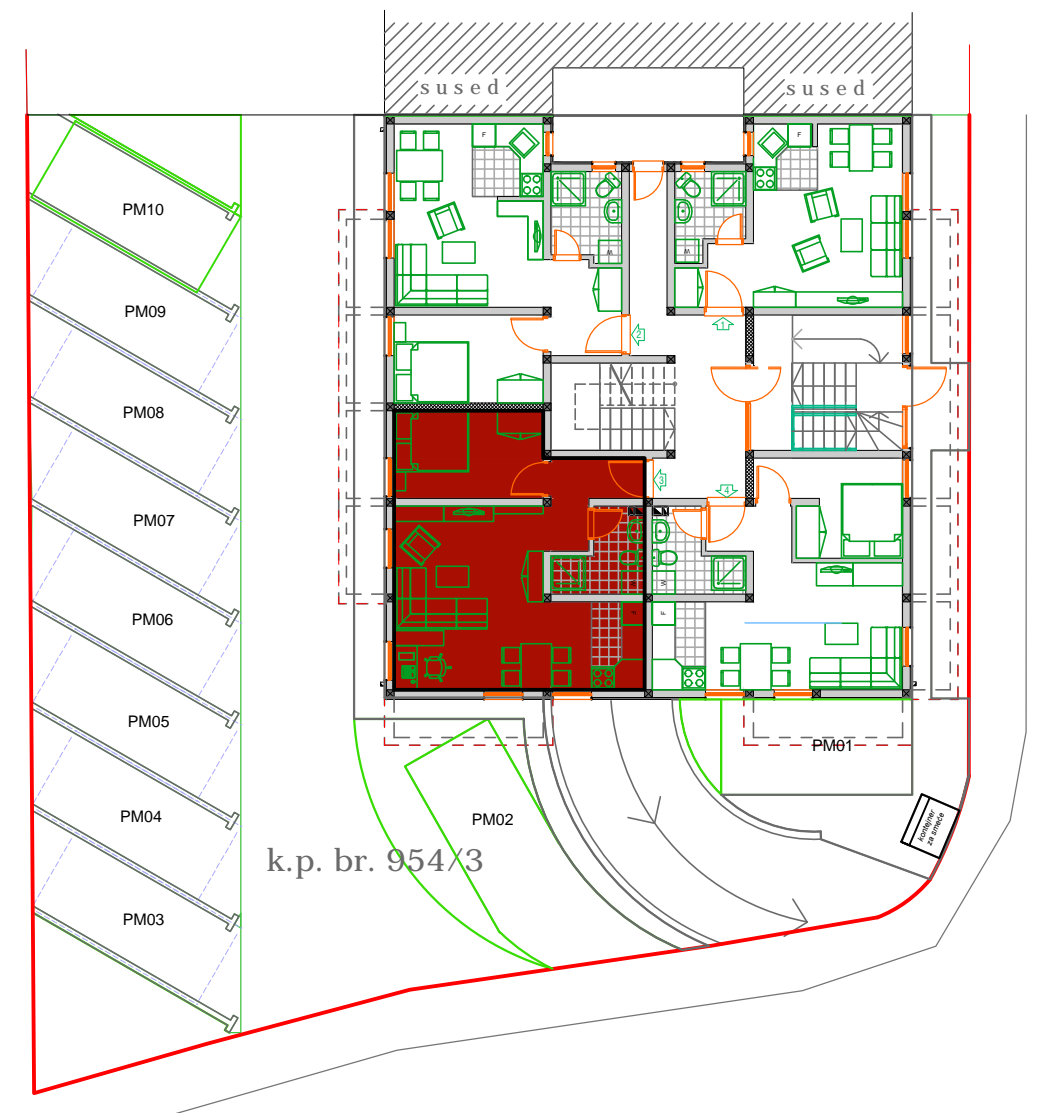 sused
sused
F
F
PM10
W
W
PM09
1
2
PM08
3
4
PM07
W
F
F
PM06
PM05
PM01
PM04
PM02
kontejner
za smeće
k.p. br. 954/3
PM03